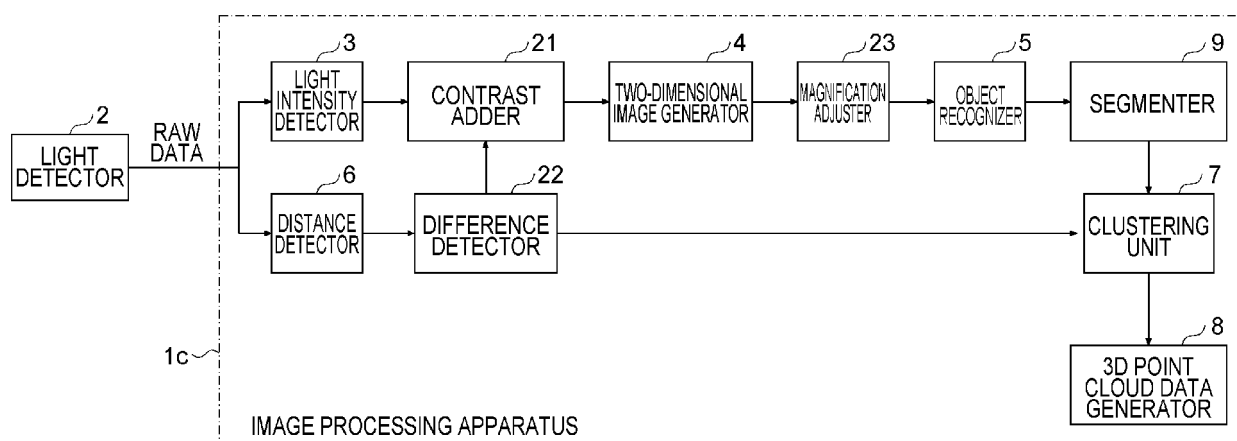 3
LIGHT
INTENSITY
DETECTOR
21
CONTRAST
ADDER
4
TWO-DIMENSIONAL
IMAGE GENERATOR
23
MAGNIFICATION
ADJUSTER
5
OBJECT
RECOGNIZER
9
SEGMENTER
2
LIGHT
DETECTOR
RAW
DATA
6
DISTANCE
DETECTOR
22
DIFFERENCE
DETECTOR
7
CLUSTERING
UNIT
8
3D POINT
CLOUD DATA
GENERATOR
1c
IMAGE PROCESSING APPARATUS